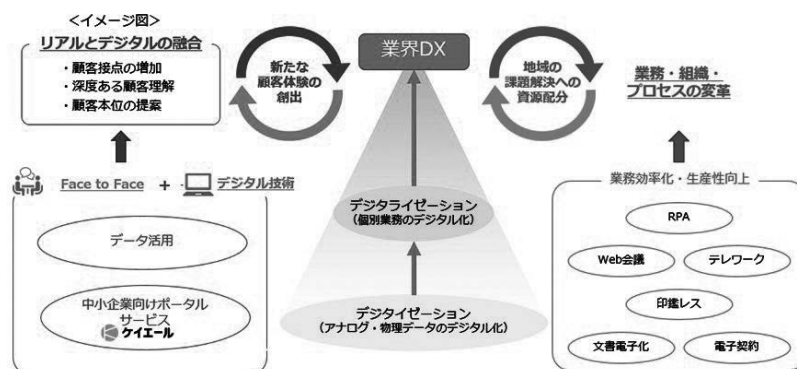 ＜イメージ図＞
リアルとデジタルの融合
・顧客接点の増加
・深度ある顧客理解
・顧客本位の提案
新たな
顧客体験の
創出
業界DX
地域の
課題解決への
資源配分
業務・組織・
プロセスの変革
Face to Face + デジタル技術
データ活用
中小企業向けポータル
サービス
ケイエール
デジタライゼーション
（個別業務のデジタル化）
デジタイゼーション
（アナログ・物理データのデジタル化）
業務効率化・生産性向上
RPA
Web会議
テレワーク
印鑑レス
文書電子化
電子契約